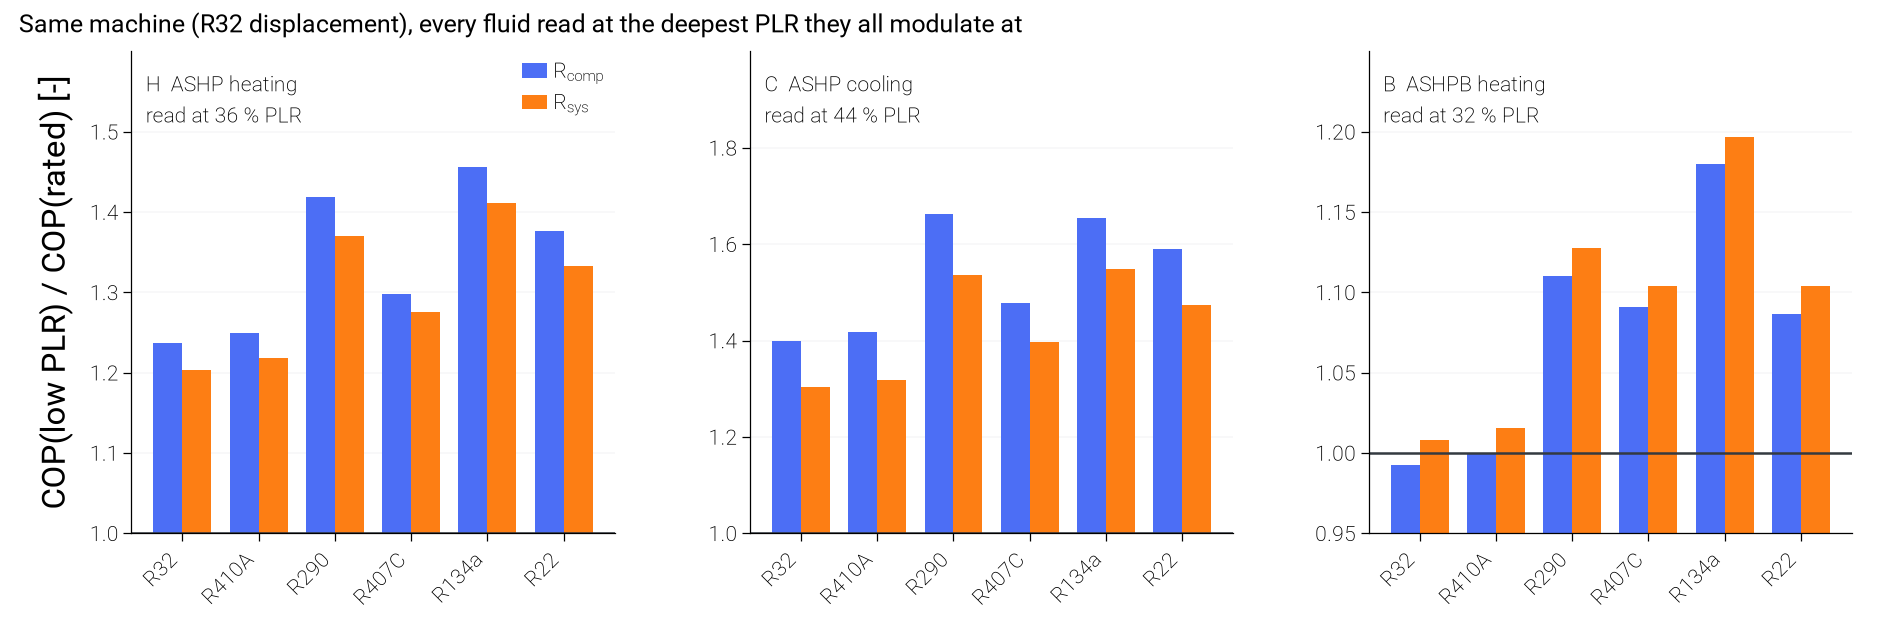 Same machine (R32 displacement), every fluid read at the deepest PLR they all modulate at
COP(low PLR) / COP(rated) [-]
H ASHP heating
read at 36 % PLR
R_comp
R_sys
1.5
1.4
1.3
1.2
1.1
1.0
R32 R410A R290 R407C R134a R22
C ASHP cooling
read at 44 % PLR
1.8
1.6
1.4
1.2
1.0
R32 R410A R290 R407C R134a R22
B ASHPB heating
read at 32 % PLR
1.20
1.15
1.10
1.05
1.00
0.95
R32 R410A R290 R407C R134a R22